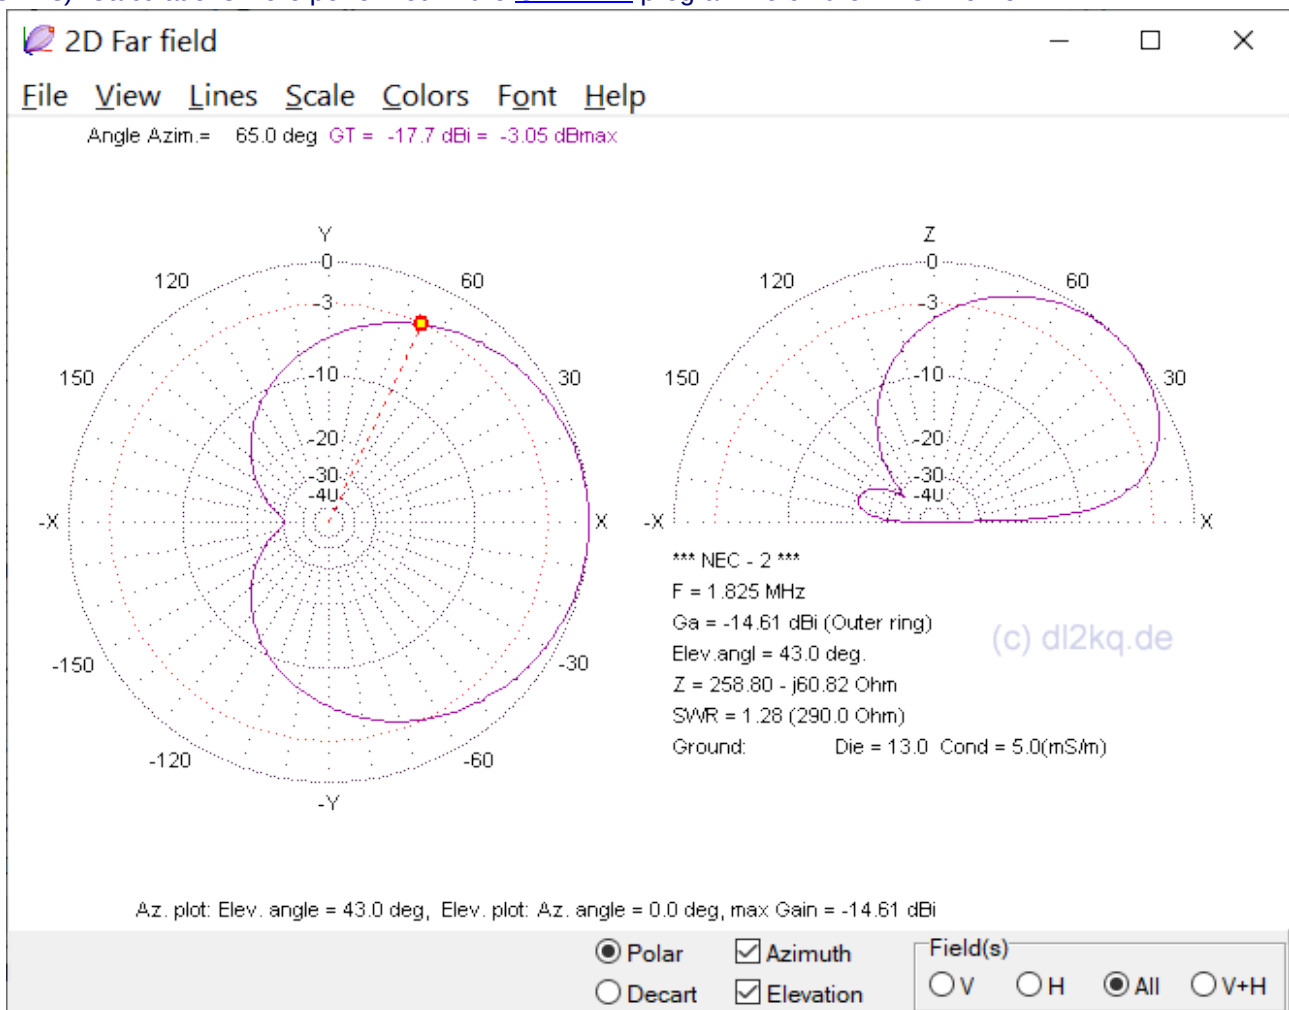 2D Far field
File View Lines Scale Colors Font Help
Angle Azim.= 65.0 deg GT = -17.7 dBi = -3.05 dBmax
Y
0
120
60
-3
150
30
-10
-20
-30
-40
-X
X
-150
-30
-120
-60
-Y
Z
0
120
60
-3
150
30
-10
-20
-30
-40
-X
X
*** NEC - 2 ***
F = 1.825 MHz
Ga = -14.61 dBi (Outer ring)
Elev.angl = 43.0 deg.
Z = 258.80 - j60.82 Ohm
SWR = 1.28 (290.0 Ohm)
Ground: Die = 13.0 Cond = 5.0(mS/m)
(c) dl2kq.de
Az. plot: Elev. angle = 43.0 deg, Elev. plot: Az. angle = 0.0 deg, max Gain = -14.61 dBi
Polar Azimuth Field(s)
Decart Elevation V H All V+H